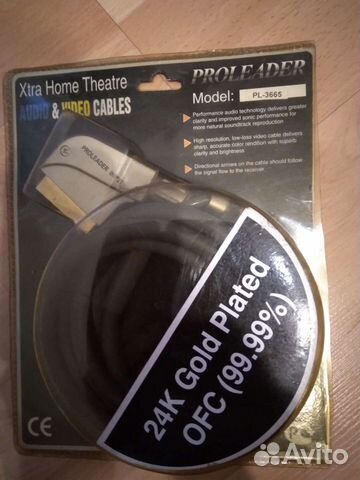 Xtra Home Theatre
AUDIO & VIDEO CABLES
PROLEADER
Model: PL-3665
Performance audio technology delivers greater
clarity and improved sonic performance for
more natural soundtrack reproduction
High resolution, low-loss video cable delivers
sharp, accurate color rendition with superb
clarity and brightness
Directional arrows on the cable should follow
the signal flow to the receiver
PROLEADER
24K Gold Plated
OFC (99.99%)
CE
Avito